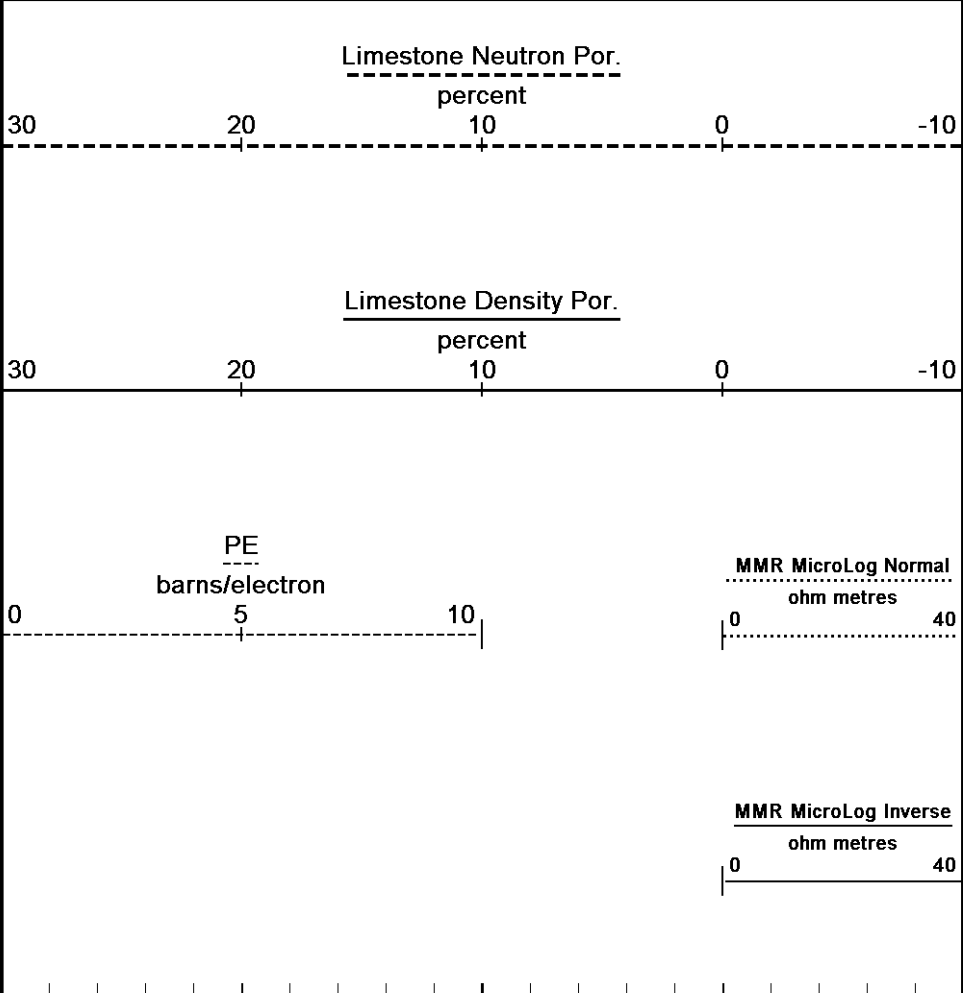 Limestone Neutron Por.
percent
30 20 10 0 -10
Limestone Density Por.
percent
30 20 10 0 -10
PE
barns/electron
0 5 10
MMR MicroLog Normal
ohm metres
0 40
MMR MicroLog Inverse
ohm metres
0 40